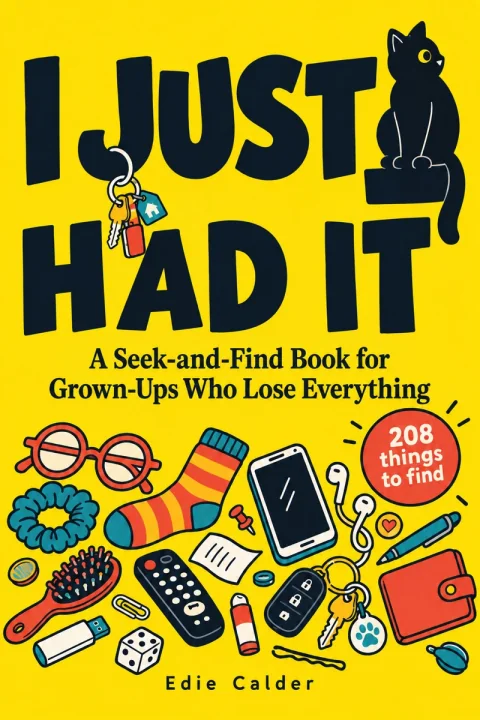 I JUST
HAD IT
A Seek-and-Find Book for
Grown-Ups Who Lose Everything
208
things
to find
Edie Calder